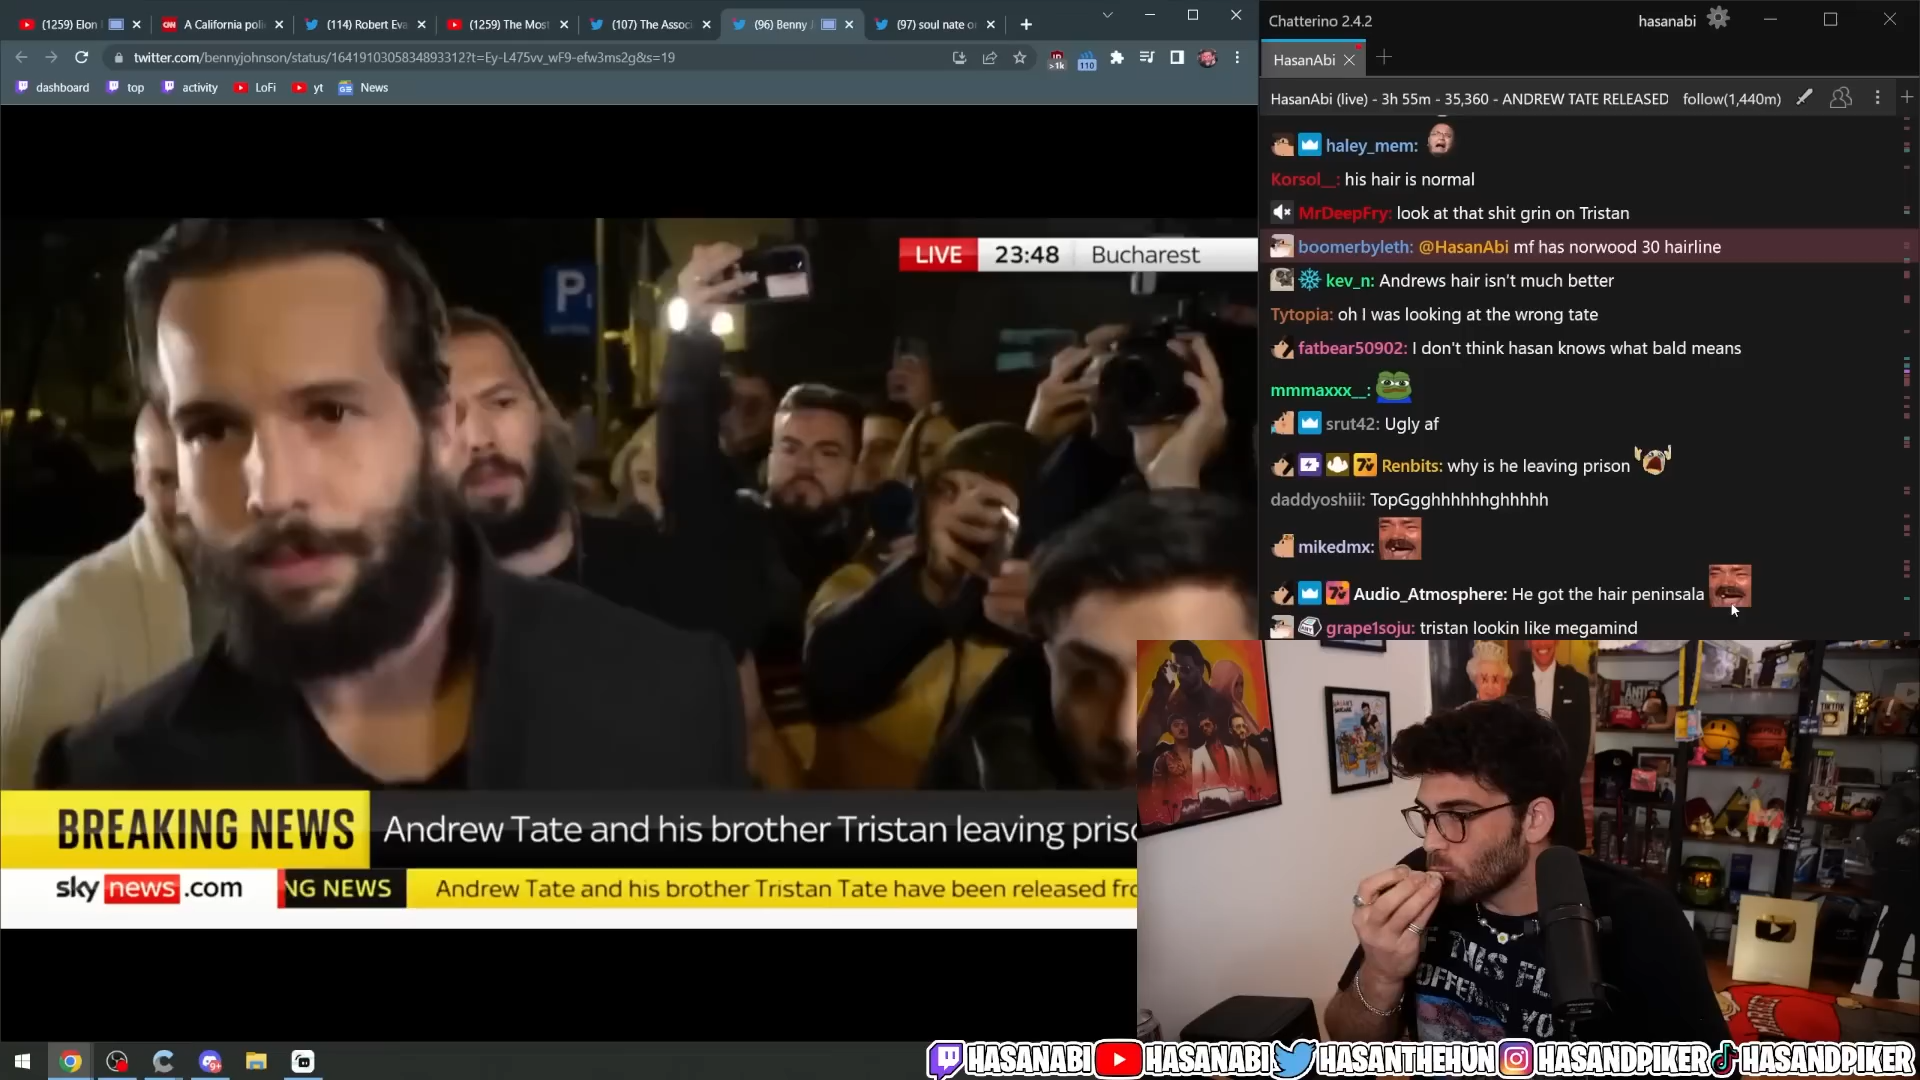 (1259) Elon
A California poli
(114) Robert Eva
(1259) The Most
(107) The Assoc
(96) Benny
(97) soul nate o
twitter.com/bennyjohnson/status/1641910305834893312?t=Ey-L475vv_wF9-efw3ms2g&s=19
>1k
110
dashboard
top
activity
LoFi
yt
News
P
LIVE 23:48 Bucharest
BREAKING NEWS
Andrew Tate and his brother Tristan leaving priso
sky news.com
NG NEWS
Andrew Tate and his brother Tristan Tate have been released fro
Chatterino 2.4.2
hasanabi
HasanAbi
HasanAbi (live) - 3h 55m - 35,360 - ANDREW TATE RELEASED
follow(1,440m)
haley_mem:
Korsol__: his hair is normal
MrDeepFry: look at that shit grin on Tristan
boomerbyleth: @HasanAbi mf has norwood 30 hairline
kev_n: Andrews hair isn't much better
Tytopia: oh I was looking at the wrong tate
fatbear50902: I don't think hasan knows what bald means
mmmaxxx__:
srut42: Ugly af
Renbits: why is he leaving prison
daddyoshiii: TopGgghhhhhhghhhhh
mikedmx:
Audio_Atmosphere: He got the hair peninsala
grape1soju: tristan lookin like megamind
HASANABI
HASANABI
HASANTHEHUN
HASANDPIKER
HASANDPIKER